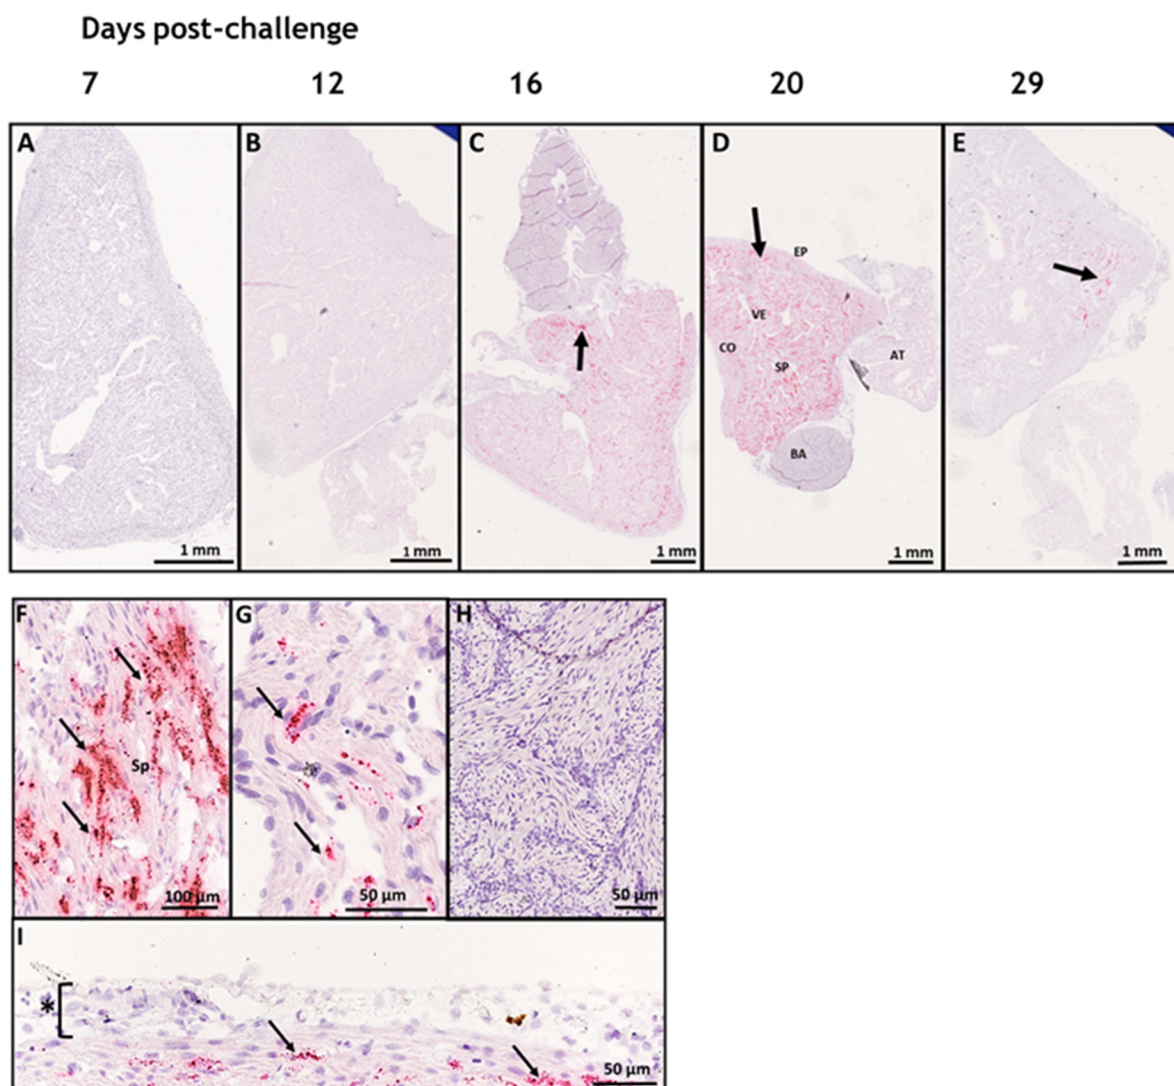 Days post-challenge
7 12 16 20 29
A B C D E
EP
VE
CO
SP
AT
BA
1 mm 1 mm 1 mm 1 mm 1 mm
F G H
Sp
100 µm 50 µm 50 µm
I
*
50 µm